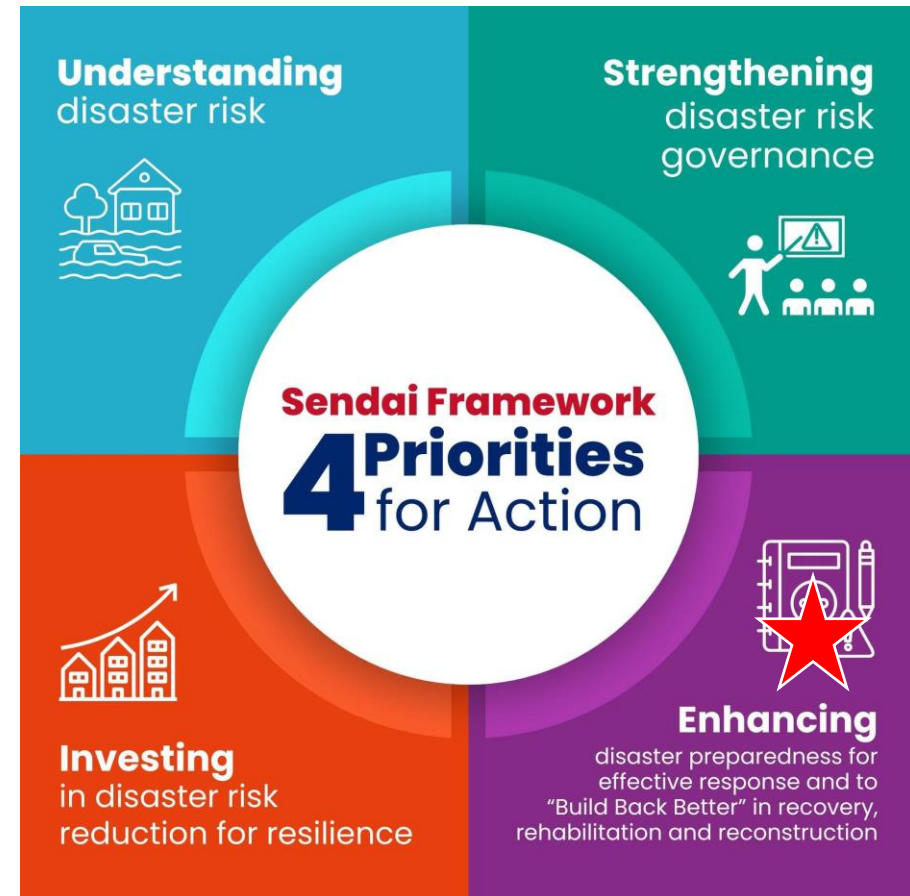 Understanding
disaster risk
Strengthening
disaster risk
governance
Sendai Framework
4 Priorities
for Action
Investing
in disaster risk
reduction for resilience
Enhancing
disaster preparedness for
effective response and to
“Build Back Better” in recovery,
rehabilitation and reconstruction